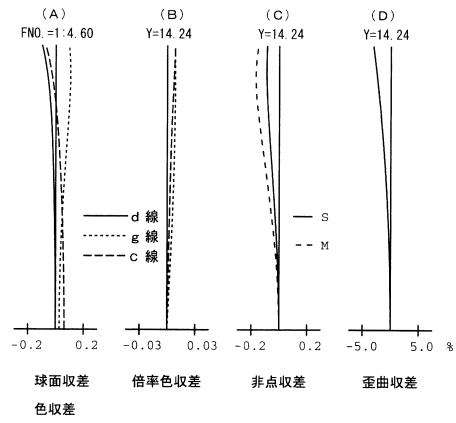 (A) (B) (C) (D)
FNO.=1:4.60 Y=14.24 Y=14.24 Y=14.24
d 線
g 線
c 線
S
M
-0.2 0.2 -0.03 0.03 -0.2 0.2 -5.0 5.0 %
球面収差 倍率色収差 非点収差 歪曲収差
色収差